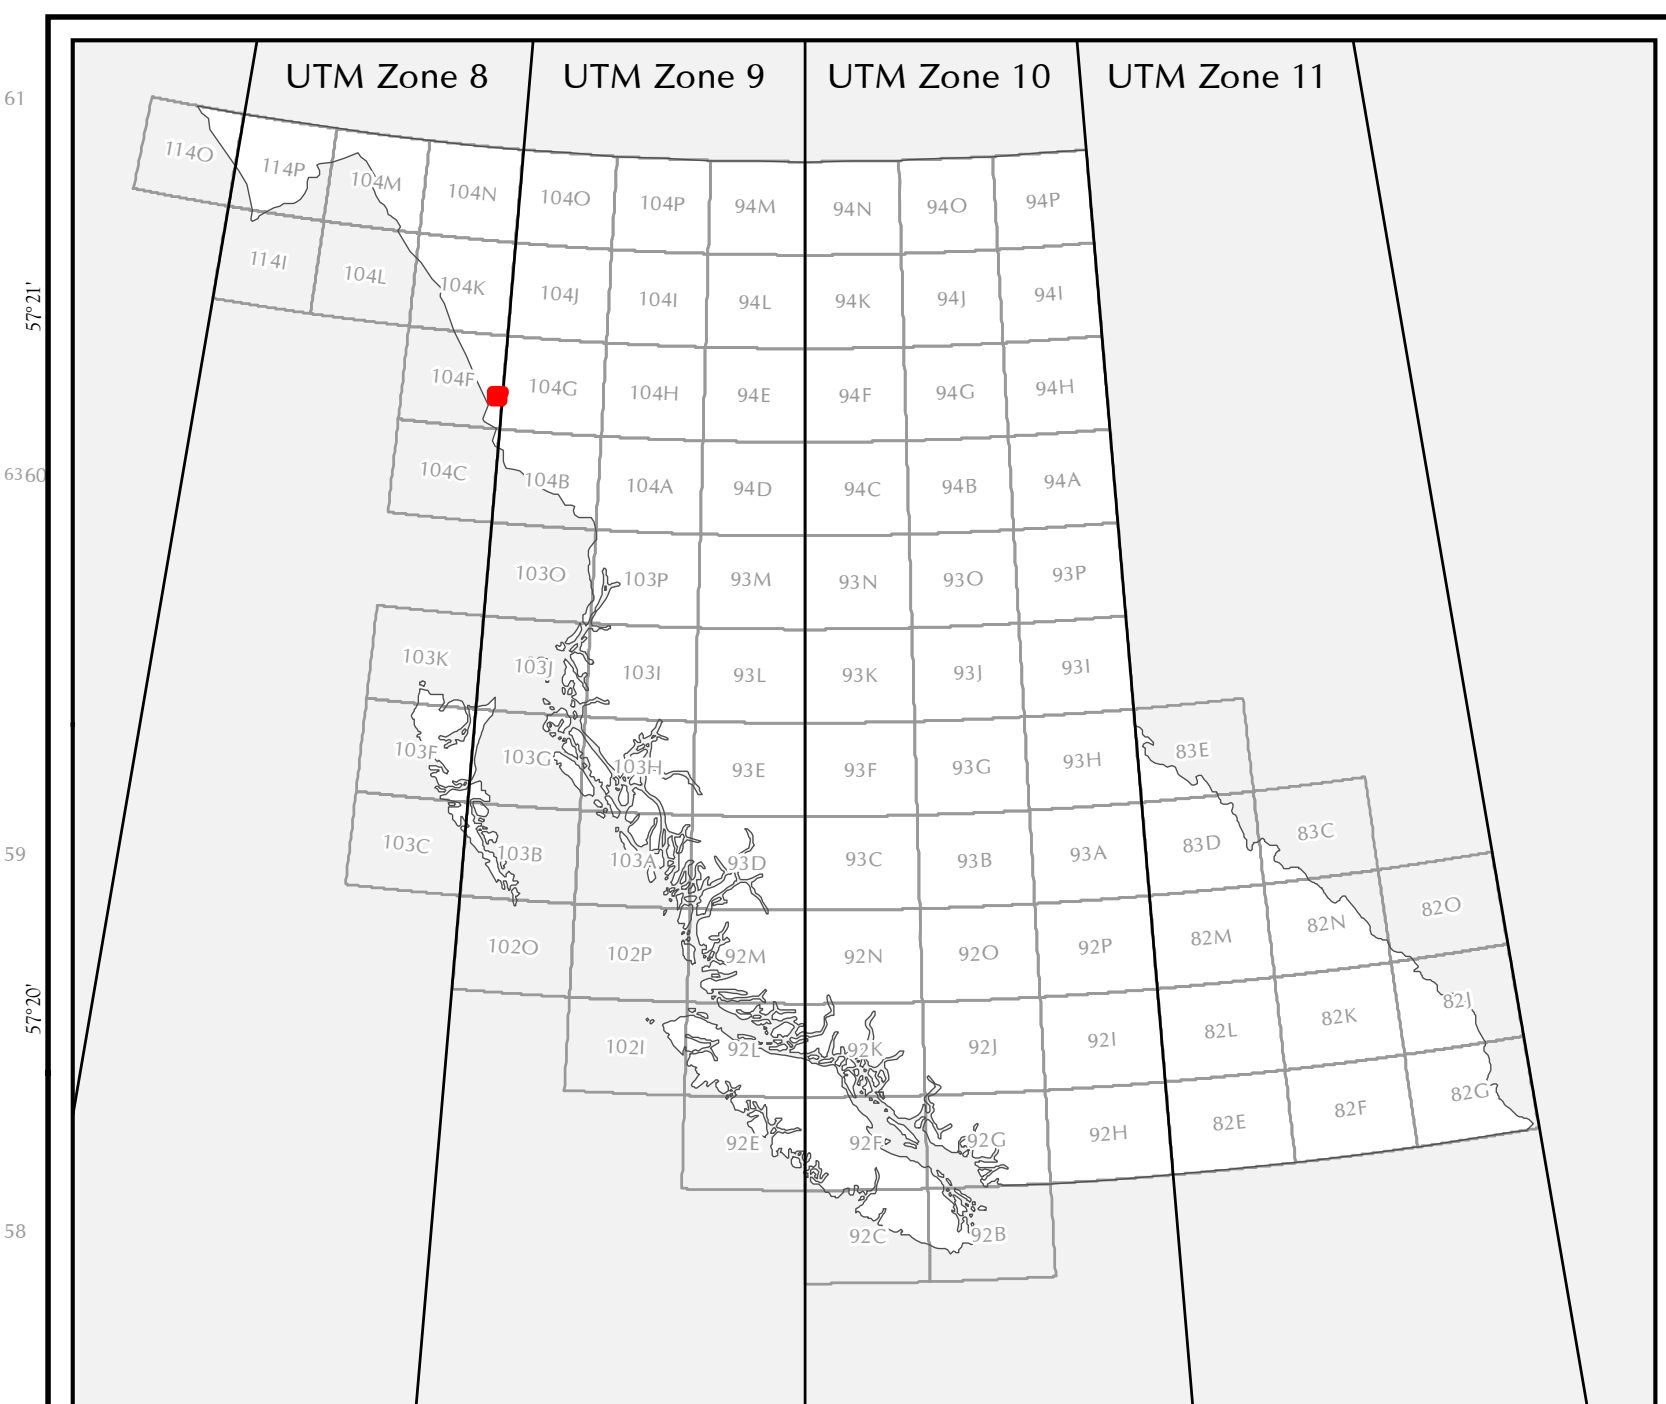 UTM Zone 8 UTM Zone 9 UTM Zone 10 UTM Zone 11
61
114O 114P 104M 104N 104O 104P 94M 94N 94O 94P
114I 104L 104K 104J 104I 94L 94K 94J 94I
57°21'
104F 104G 104H 94E 94F 94G 94H
6360
104C 104B 104A 94D 94C 94B 94A
103O 103P 93M 93N 93O 93P
103K 103J 103I 93L 93K 93J 93I
103F 103G 103H 93E 93F 93G 93H 83E
59
103C 103B 103A 93D 93C 93B 93A 83D 83C
102O 102P 92M 92N 92O 92P 82M 82N 82O
57°20'
102I 92L 92K 92J 92I 82L 82K 82J
92E 92F 92G 92H 82E 82F 82G
58
92C 92B